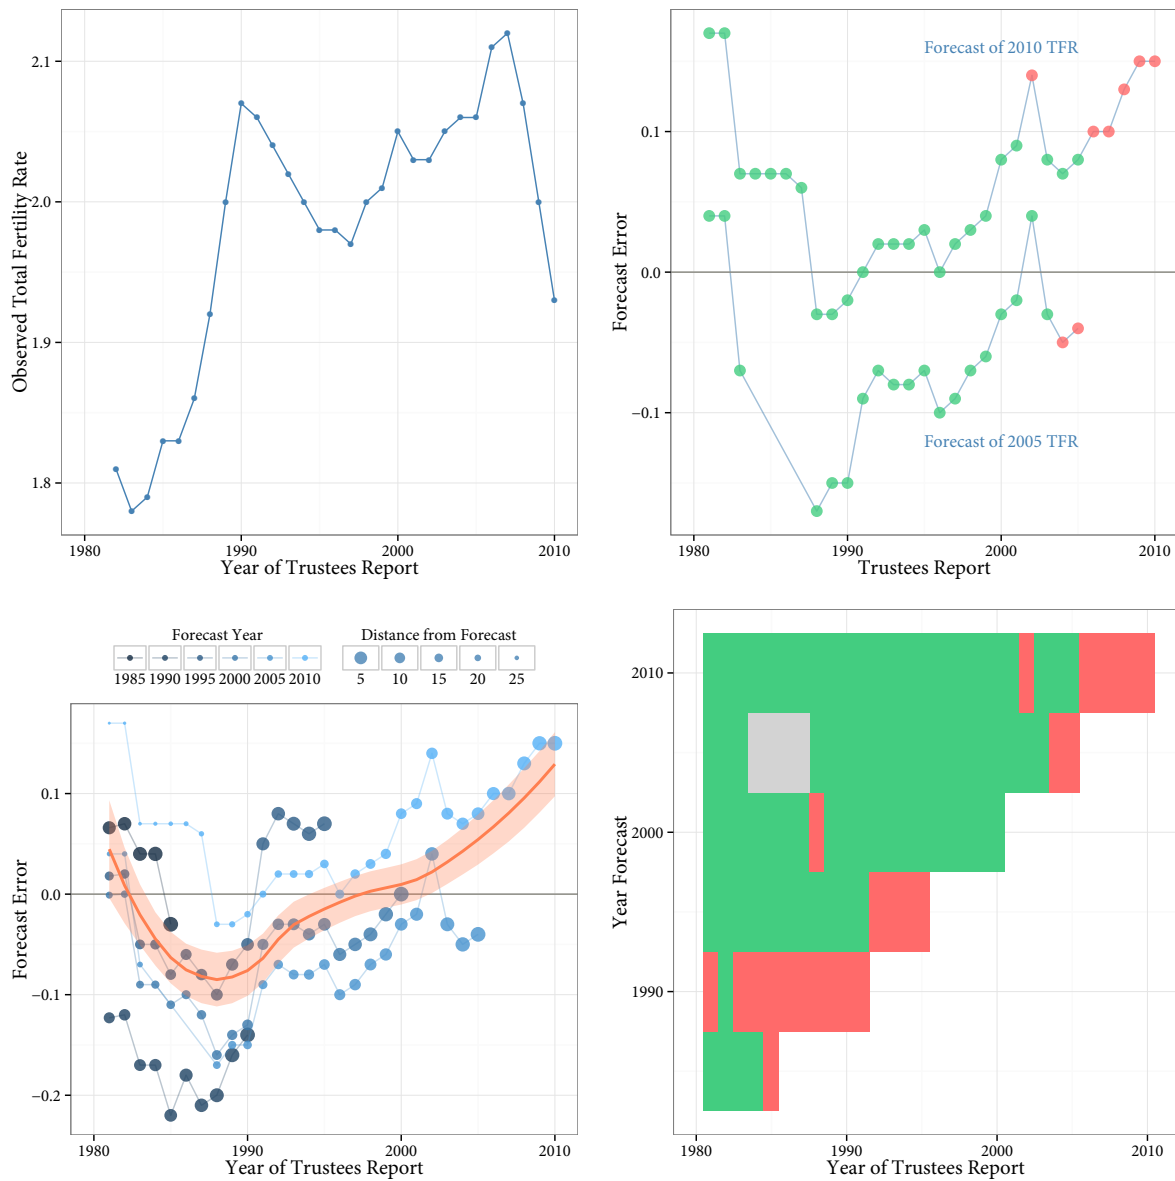 Observed Total Fertility Rate
2.1
2.0
1.9
1.8
1980
1990
2000
2010
Year of Trustees Report
Forecast of 2010 TFR
Forecast Error
0.1
0.0
−0.1
Forecast of 2005 TFR
1980
1990
2000
2010
Trustees Report
Forecast Year
1985 1990 1995 2000 2005 2010
Distance from Forecast
5 10 15 20 25
Forecast Error
0.1
0.0
−0.1
−0.2
1980
1990
2000
2010
Year of Trustees Report
Year Forecast
2010
2000
1990
1980
1990
2000
2010
Year of Trustees Report